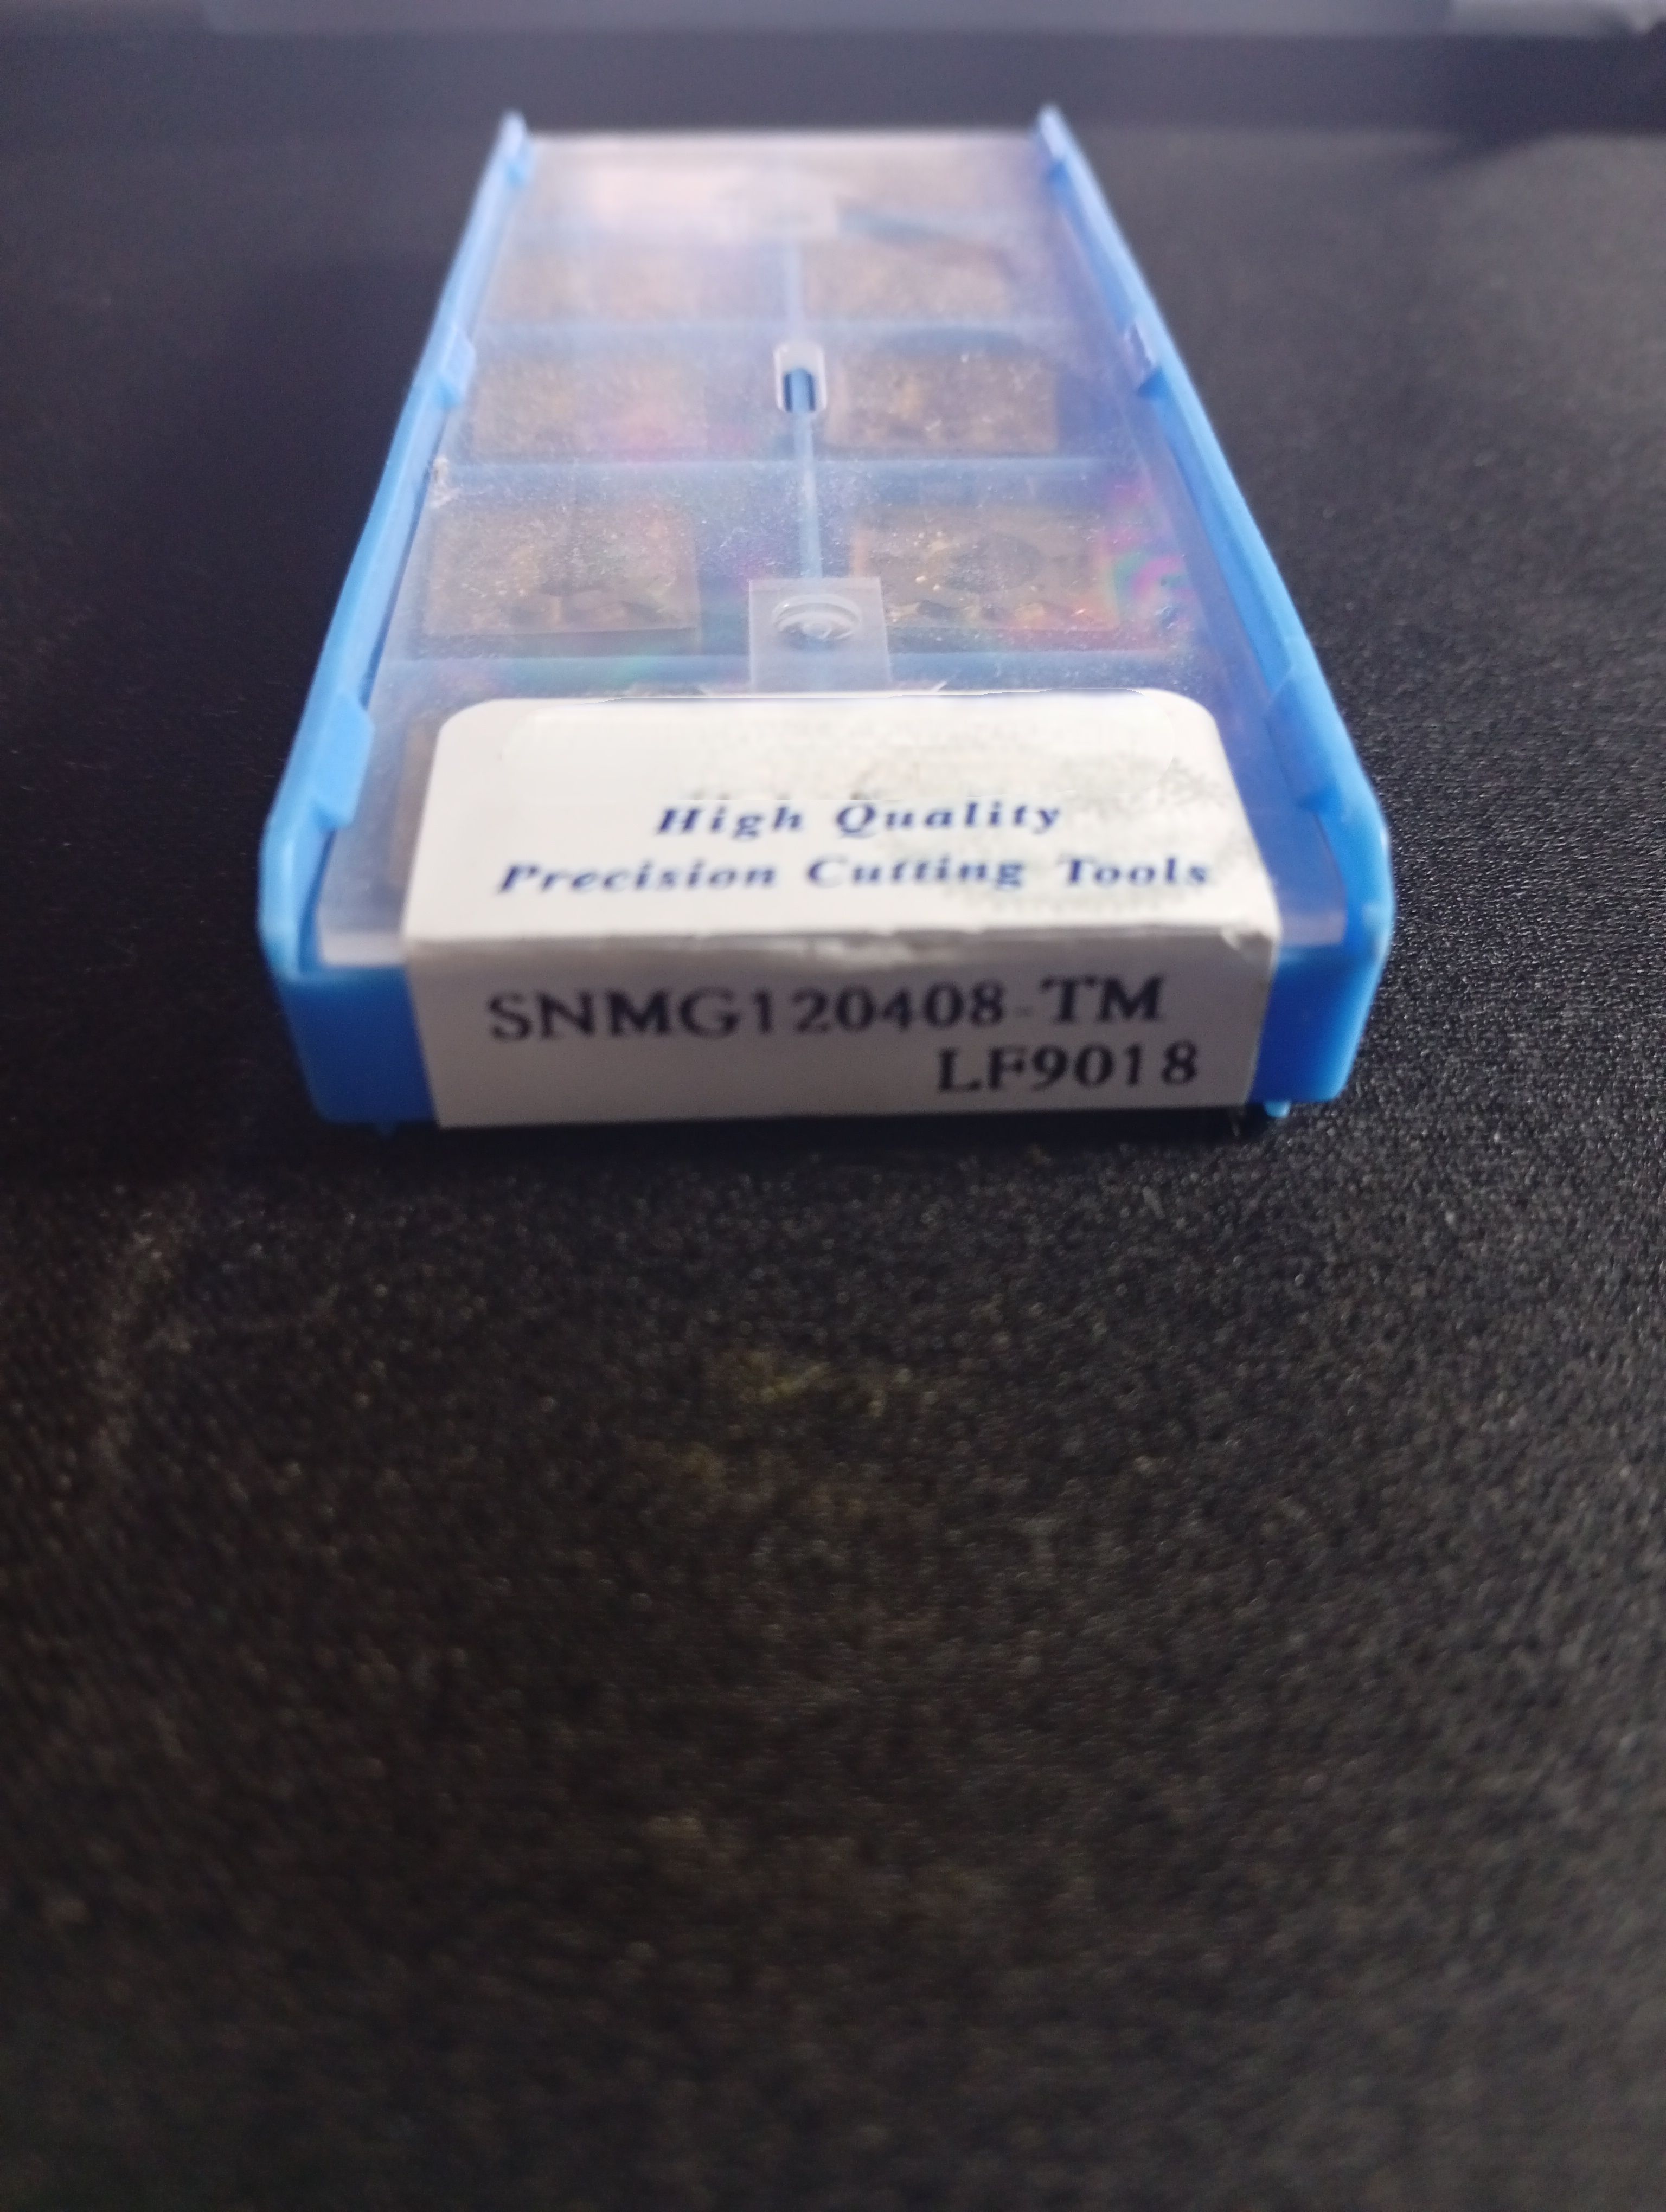 High Quality
Precision Cutting Tools
SNMG120408-TM
LF9018